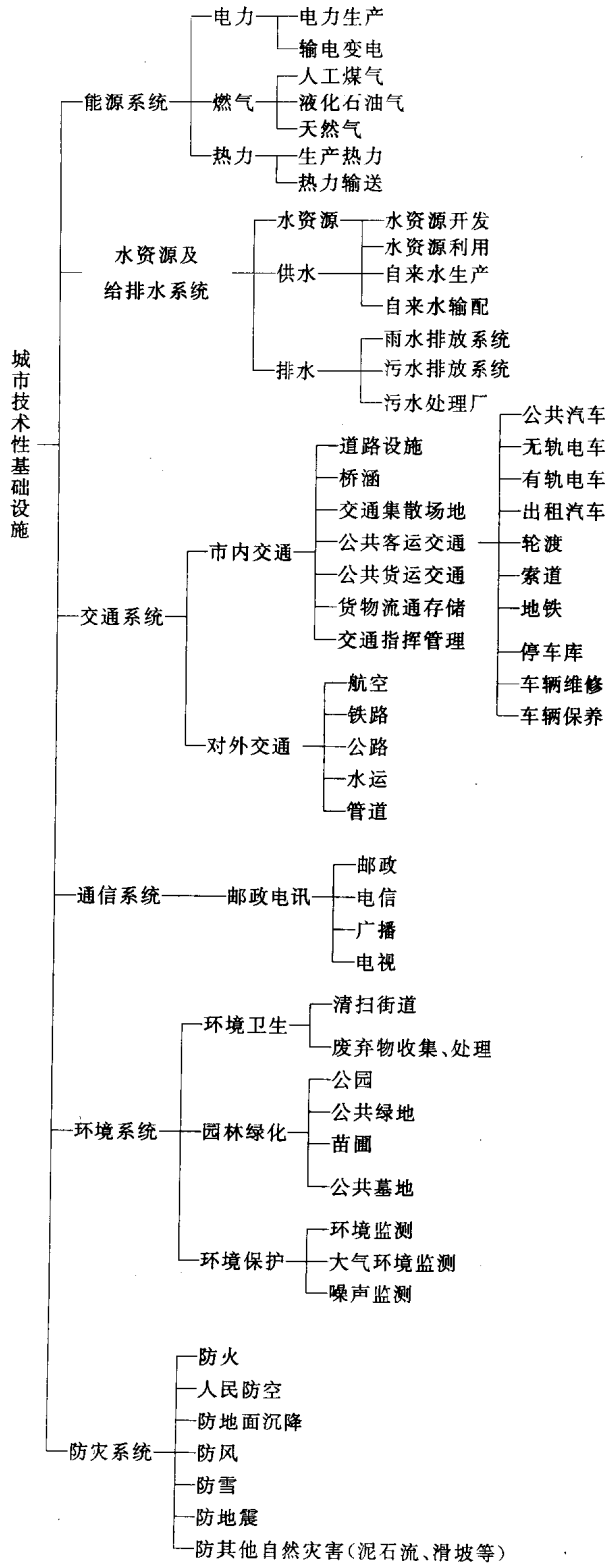 城市技术性基础设施
能源系统
电力
电力生产
输电变电
燃气
人工煤气
液化石油气
天然气
热力
生产热力
热力输送
水资源及
给排水系统
水资源
水资源开发
水资源利用
供水
自来水生产
自来水输配
排水
雨水排放系统
污水排放系统
污水处理厂
交通系统
市内交通
道路设施
桥涵
交通集散场地
公共客运交通
公共汽车
无轨电车
有轨电车
出租汽车
轮渡
索道
地铁
停车库
车辆维修
车辆保养
公共货运交通
货物流通存储
交通指挥管理
对外交通
航空
铁路
公路
水运
管道
通信系统
邮政电讯
邮政
电信
广播
电视
环境系统
环境卫生
清扫街道
废弃物收集、处理
园林绿化
公园
公共绿地
苗圃
公共墓地
环境保护
环境监测
大气环境监测
噪声监测
防灾系统
防火
人民防空
防地面沉降
防风
防雪
防地震
防其他自然灾害(泥石流、滑坡等)